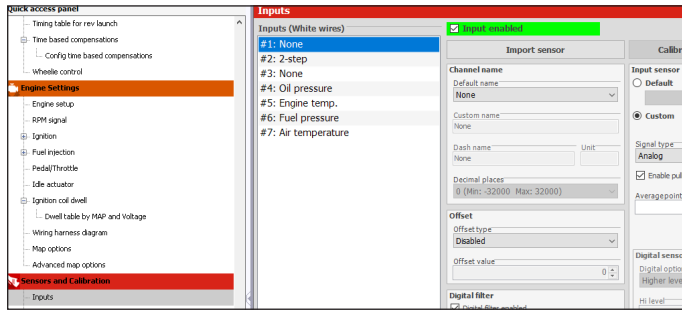 Quick access panel
Timing table for rev launch
Time based compensations
Config time based compensations
Wheelie control
Engine Settings
Engine setup
RPM signal
Ignition
Fuel injection
Pedal/Throttle
Idle actuator
Ignition coil dwell
Dwell table by MAP and Voltage
Wiring harness diagram
Map options
Advanced map options
Sensors and Calibration
Inputs
Inputs
Inputs (White wires)
#1: None
#2: 2-step
#3: None
#4: Oil pressure
#5: Engine temp.
#6: Fuel pressure
#7: Air temperature
Input enabled
Import sensor
Calibr
Channel name
Default name
None
Custom name
None
Dash name
Unit
None
Decimal places
0 (Min: -32000 Max: 32000)
Offset
Offset type
Disabled
Offset value
0
Digital filter
Digital filter enabled
Input sensor
Default
Custom
Signal type
Analog
Enable pul
Averagepoint
Digital senso
Digital optio
Higher leve
Hi level